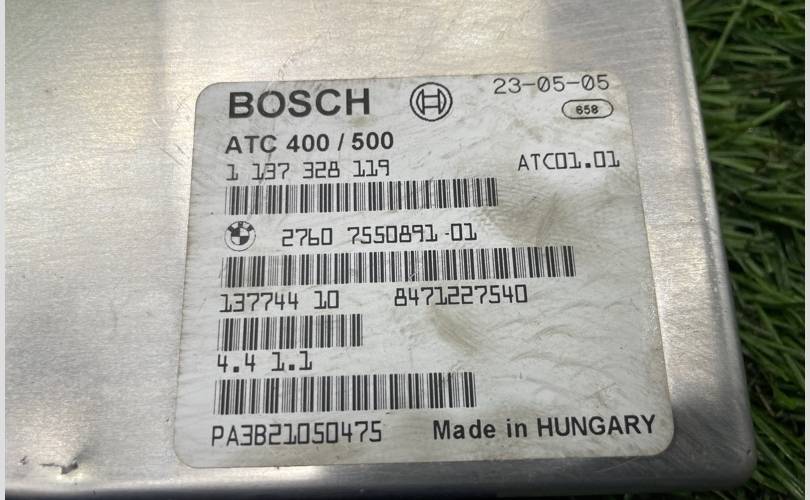 BOSCH 23-05-05
658
ATC 400 / 500
1 137 328 119 ATC01.01
2760 7550891-01
137744 10 8471227540
4.4 1.1
PA3B21050475 Made in HUNGARY